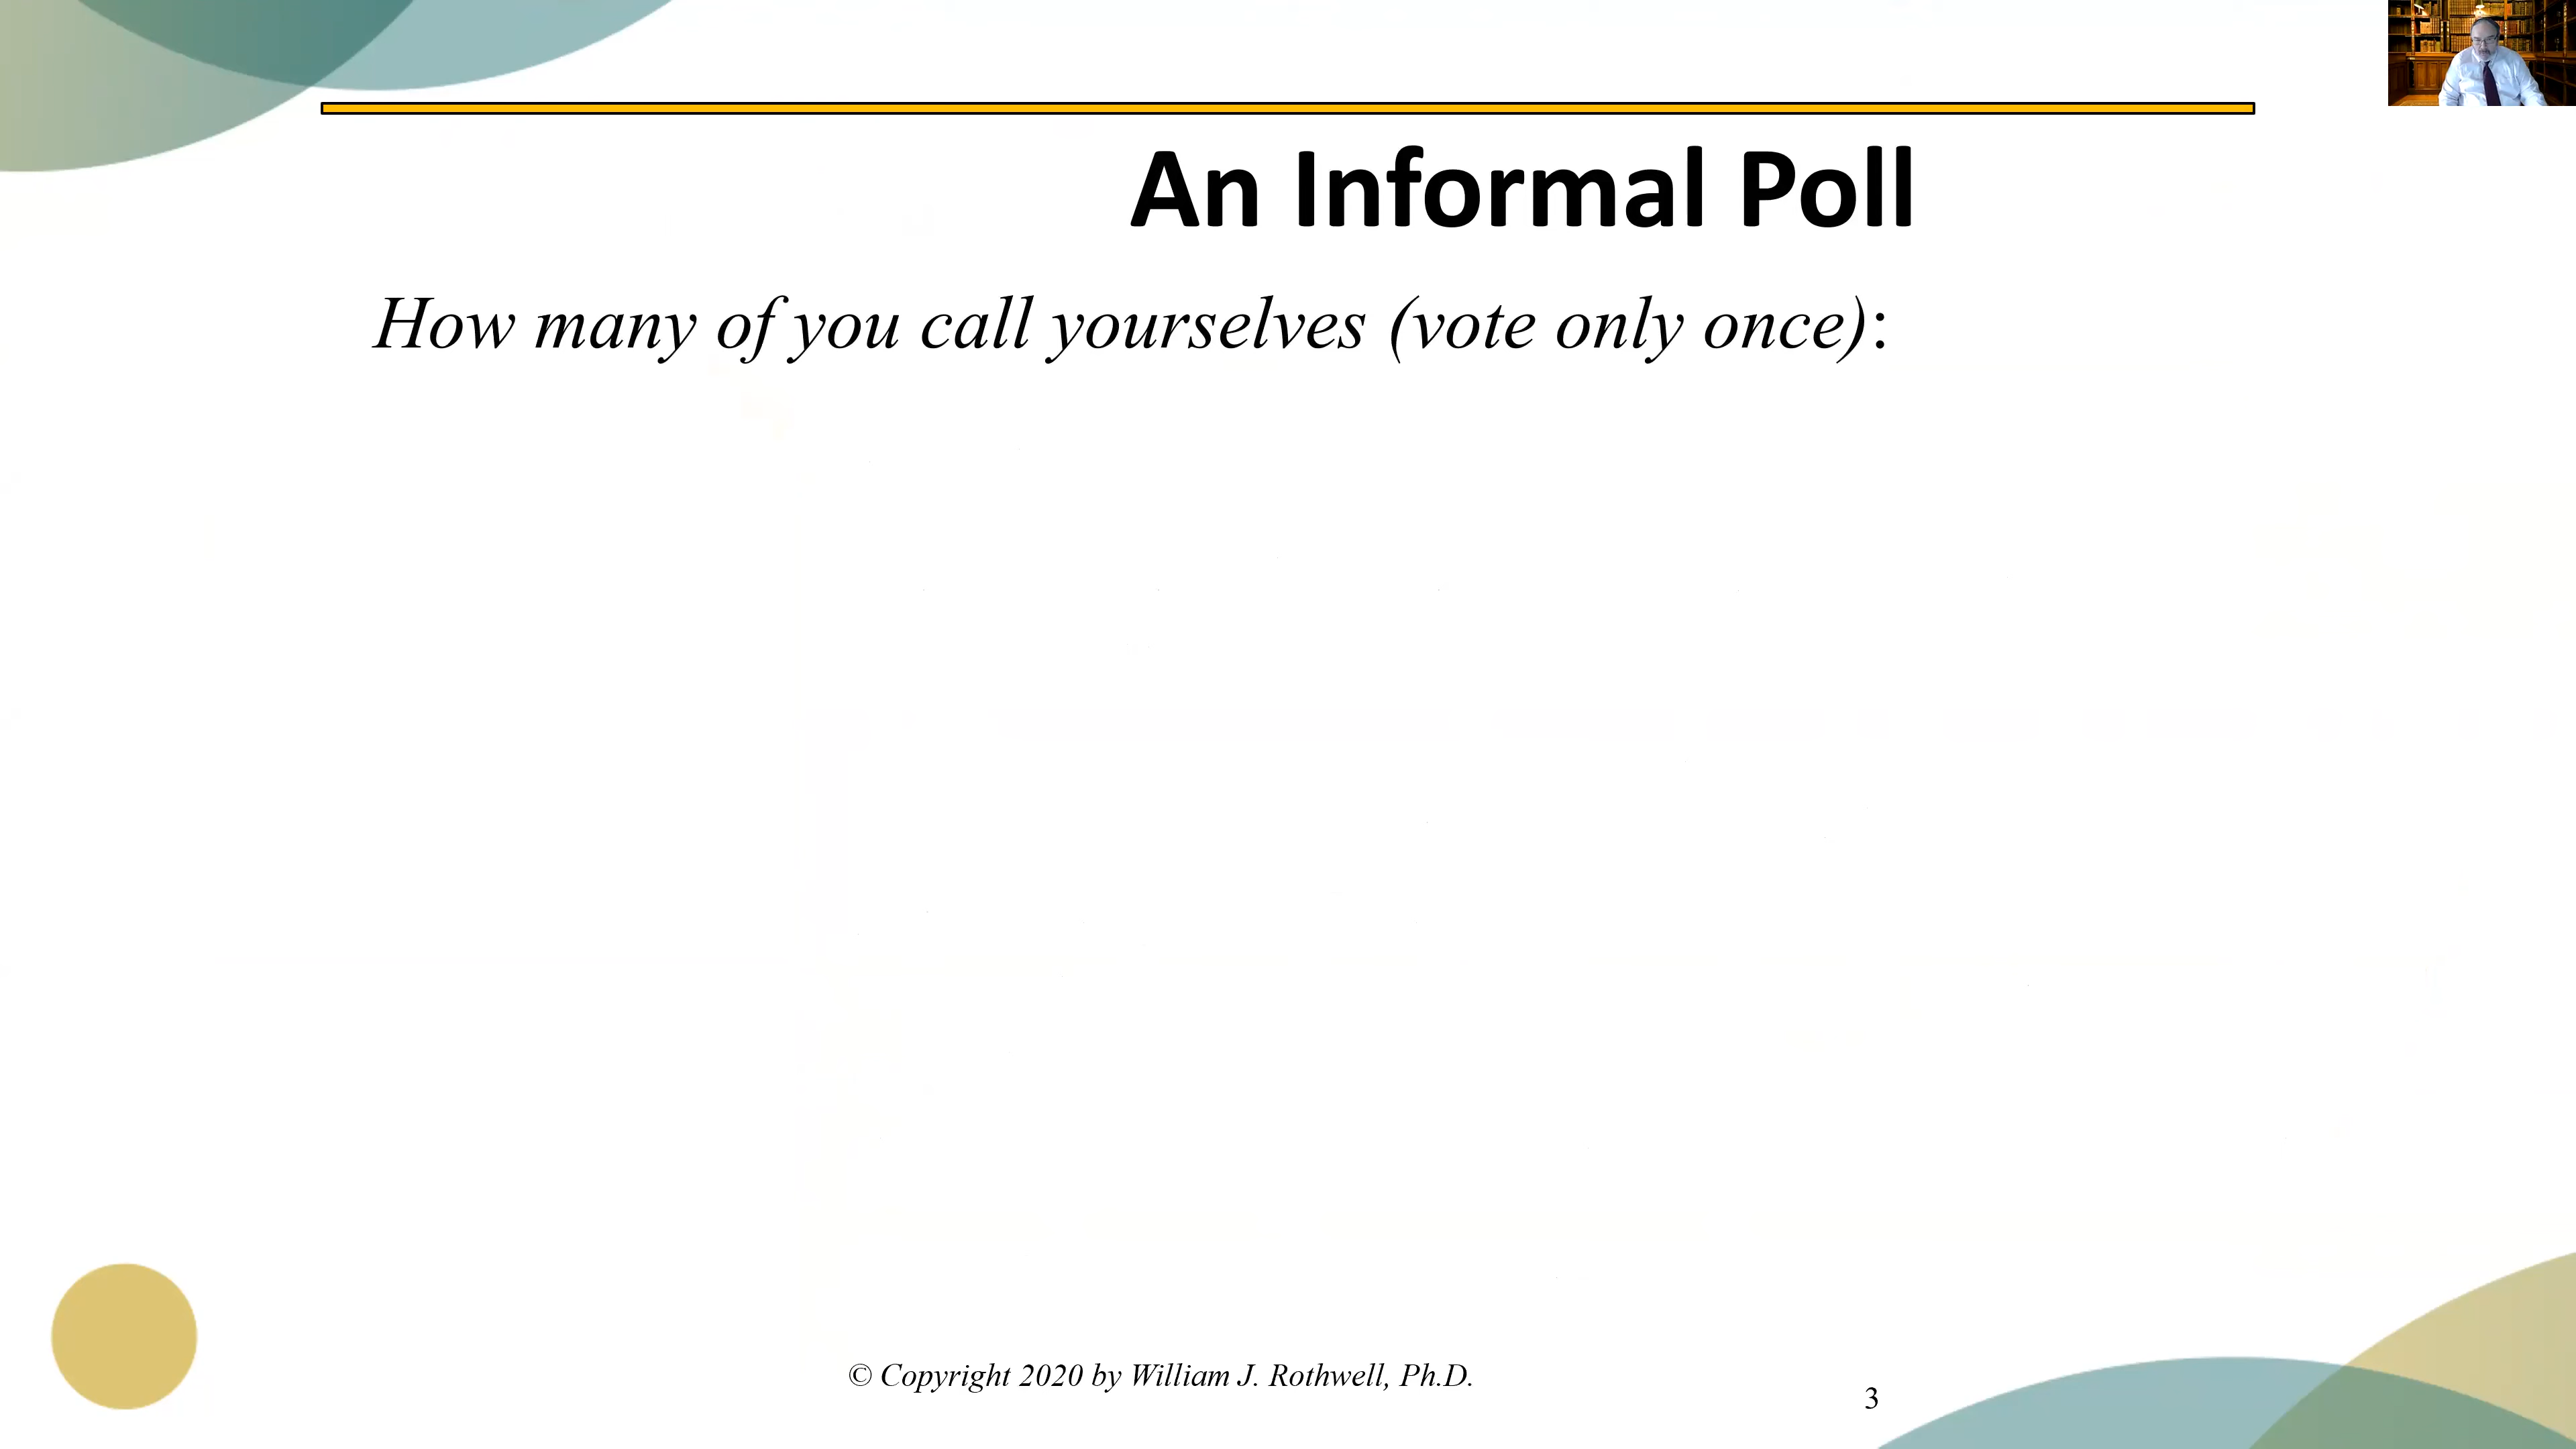 An Informal Poll
How many of you call yourselves (vote only once):
© Copyright 2020 by William J. Rothwell, Ph.D.
3